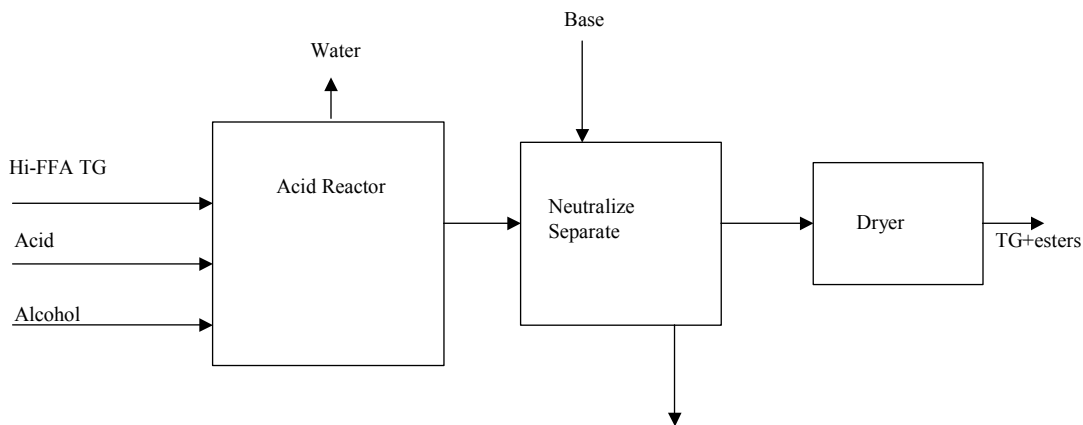 Base
Water
Hi-FFA TG
Acid Reactor
Neutralize
Separate
Dryer
Acid
TG+esters
Alcohol